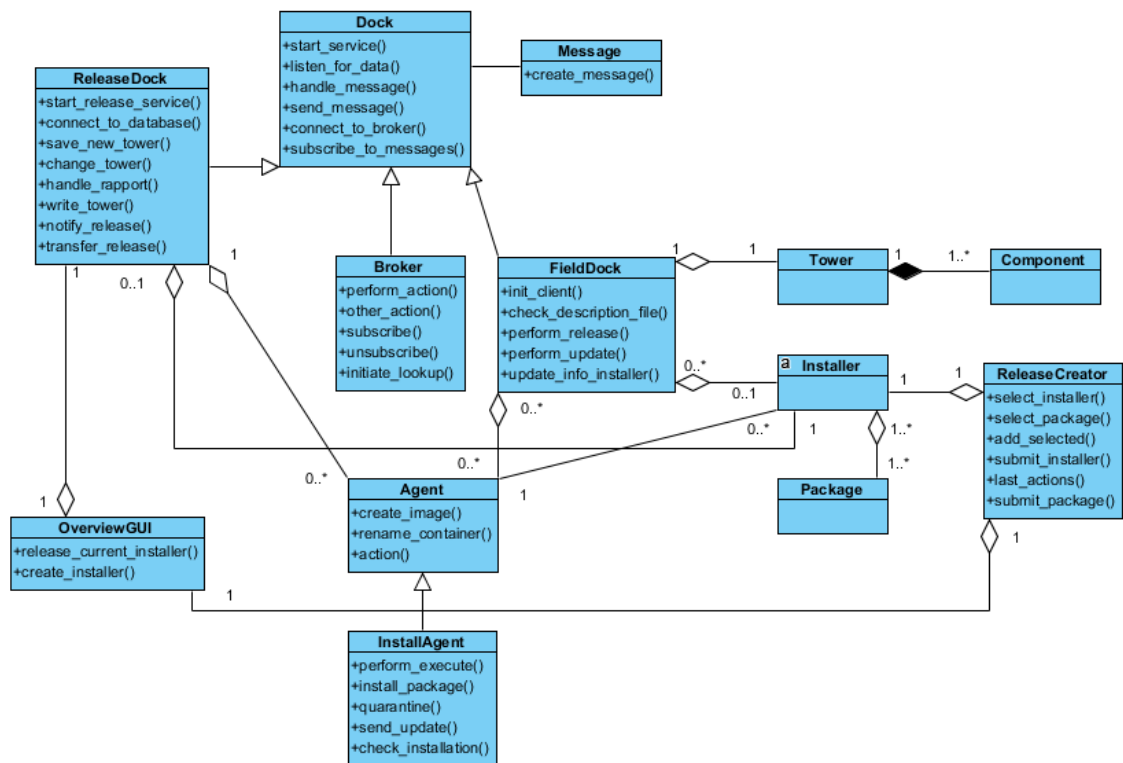 Dock
+start_service()
+listen_for_data()
+handle_message()
+send_message()
+connect_to_broker()
+subscribe_to_messages()
Message
+create_message()
ReleaseDock
+start_release_service()
+connect_to_database()
+save_new_tower()
+change_tower()
+handle_rapport()
+write_tower()
+notify_release()
+transfer_release()
1
0..1
1
Broker
+perform_action()
+other_action()
+subscribe()
+unsubscribe()
+initiate_lookup()
FieldDock
+init_client()
+check_description_file()
+perform_release()
+perform_update()
+update_info_installer()
1
1
Tower
1
1..*
Component
0..*
0..1
0..*
a
Installer
1
1
0..*
1
1..*
1..*
ReleaseCreator
+select_installer()
+select_package()
+add_selected()
+submit_installer()
+last_actions()
+submit_package()
1
Package
0..*
0..*
1
Agent
+create_image()
+rename_container()
+action()
1
OverviewGUI
+release_current_installer()
+create_installer()
1
InstallAgent
+perform_execute()
+install_package()
+quarantine()
+send_update()
+check_installation()